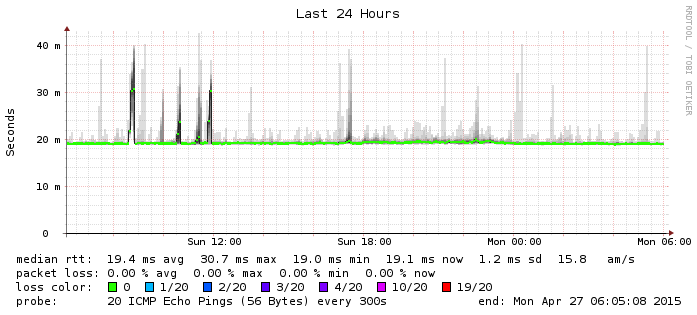 Last 24 Hours
RRDTOOL / TOBI OETIKER
Seconds
40 m
30 m
20 m
10 m
0
Sun 12:00 Sun 18:00 Mon 00:00 Mon 06:00
median rtt: 19.4 ms avg 30.7 ms max 19.0 ms min 19.1 ms now 1.2 ms sd 15.8 am/s
packet loss: 0.00 % avg 0.00 % max 0.00 % min 0.00 % now
loss color: 0 1/20 2/20 3/20 4/20 10/20 19/20
probe: 20 ICMP Echo Pings (56 Bytes) every 300s end: Mon Apr 27 06:05:08 2015